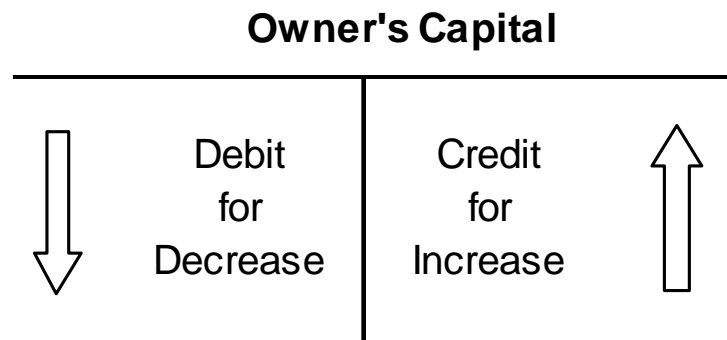 Owner's Capital
Debit
for
Decrease
Credit
for
Increase